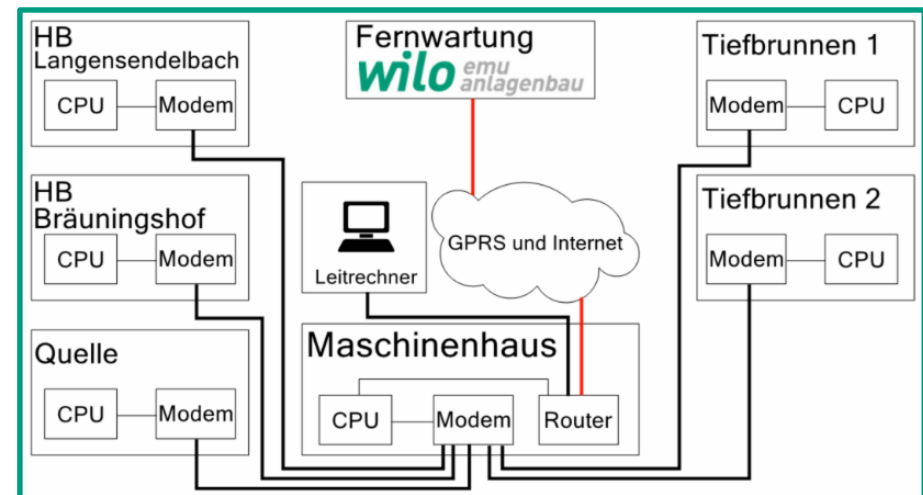 HB
Langensendelbach
CPU
Modem
HB
Bräuningshof
CPU
Modem
Quelle
CPU
Modem
Fernwartung
wilo emu
anlagenbau
GPRS und Internet
Leitrechner
Maschinenhaus
CPU
Modem
Router
Tiefbrunnen 1
Modem
CPU
Tiefbrunnen 2
Modem
CPU